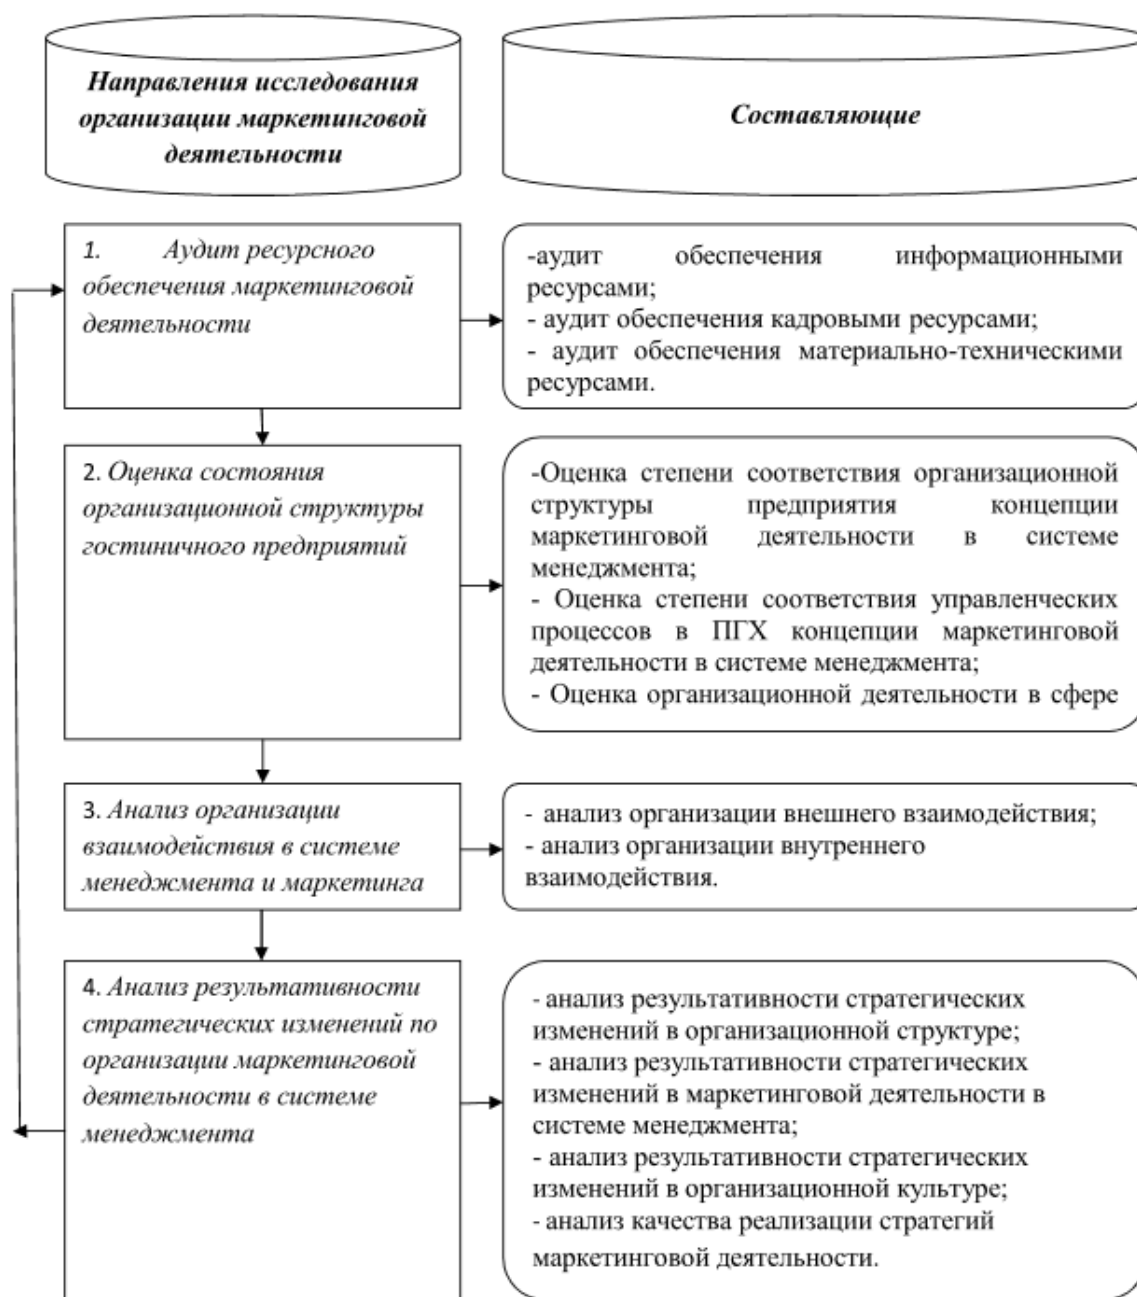 Направления исследования
организации маркетинговой
деятельности
Составляющие
1. Аудит ресурсного
обеспечения маркетинговой
деятельности
-аудит обеспечения информационными
ресурсами;
- аудит обеспечения кадровыми ресурсами;
- аудит обеспечения материально-техническими
ресурсами.
2. Оценка состояния
организационной структуры
гостиничного предприятий
-Оценка степени соответствия организационной
структуры предприятия концепции
маркетинговой деятельности в системе
менеджмента;
- Оценка степени соответствия управленческих
процессов в ПГХ концепции маркетинговой
деятельности в системе менеджмента;
- Оценка организационной деятельности в сфере
3. Анализ организации
взаимодействия в системе
менеджмента и маркетинга
- анализ организации внешнего взаимодействия;
- анализ организации внутреннего
взаимодействия.
4. Анализ результативности
стратегических изменений по
организации маркетинговой
деятельности в системе
менеджмента
- анализ результативности стратегических
изменений в организационной структуре;
- анализ результативности стратегических
изменений в маркетинговой деятельности в
системе менеджмента;
- анализ результативности стратегических
изменений в организационной культуре;
- анализ качества реализации стратегий
маркетинговой деятельности.